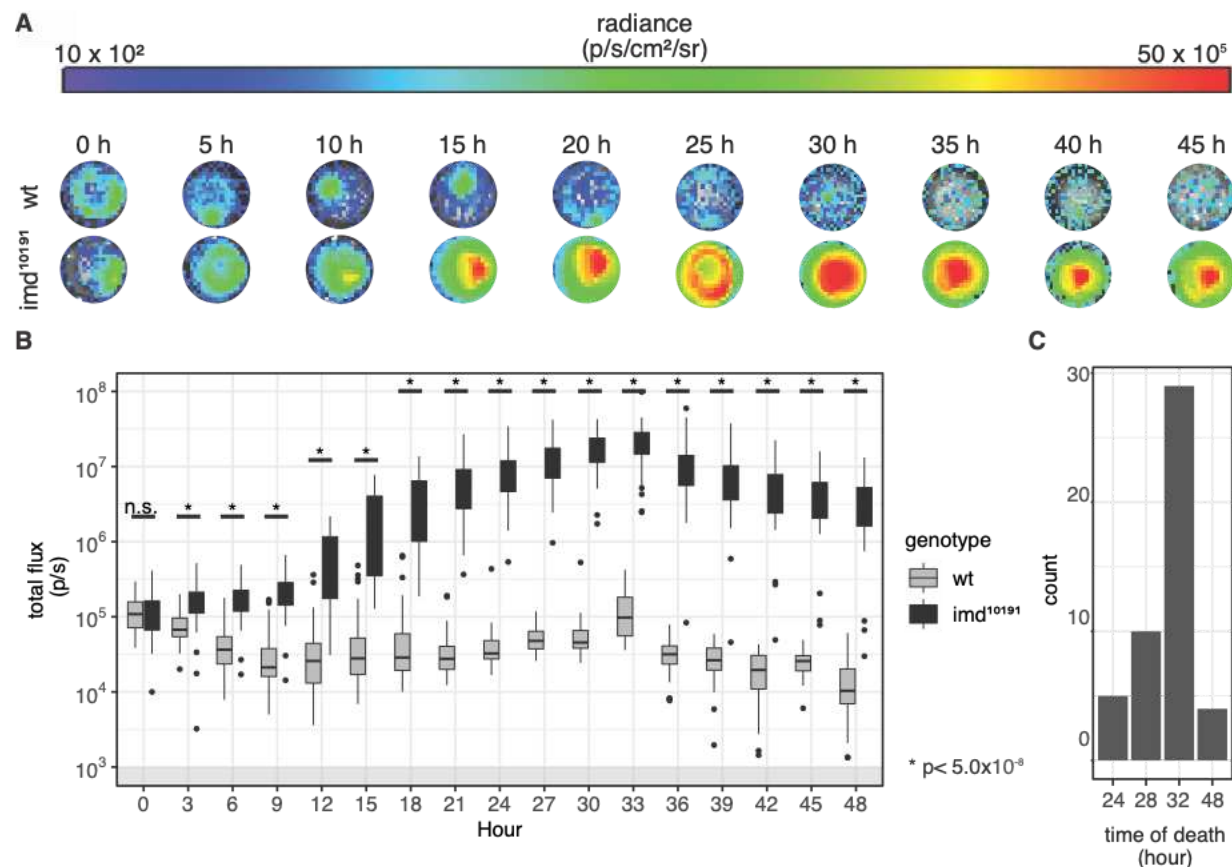 A
radiance
(p/s/cm²/sr)
10 x 10²
50 x 10⁵
0 h 5 h 10 h 15 h 20 h 25 h 30 h 35 h 40 h 45 h
wt
imd¹⁰¹⁹¹
B
total flux
(p/s)
10⁸
10⁷
10⁶
10⁵
10⁴
10³
n.s. * * * * * * * * * * * * * * * *
0 3 6 9 12 15 18 21 24 27 30 33 36 39 42 45 48
Hour
genotype
wt
imd¹⁰¹⁹¹
* p< 5.0x10⁻⁸
C
count
30
20
10
0
24 28 32 48
time of death
(hour)